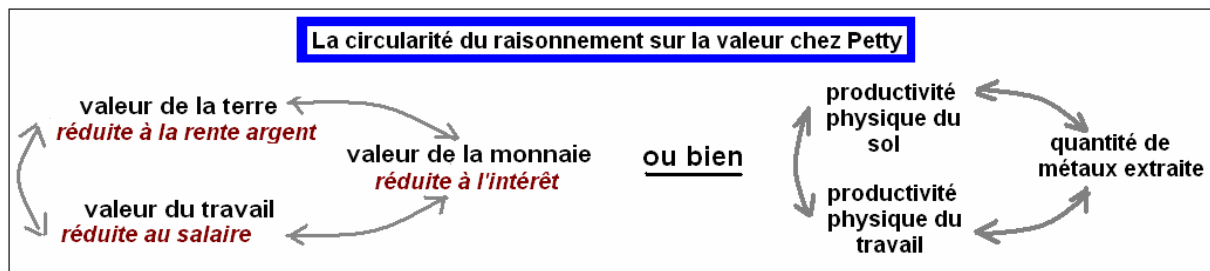 La circularité du raisonnement sur la valeur chez Petty
valeur de la terre
réduite à la rente argent
valeur du travail
réduite au salaire
valeur de la monnaie
réduite à l'intérêt
ou bien
productivité
physique du
sol
productivité
physique du
travail
quantité de
métaux extraite